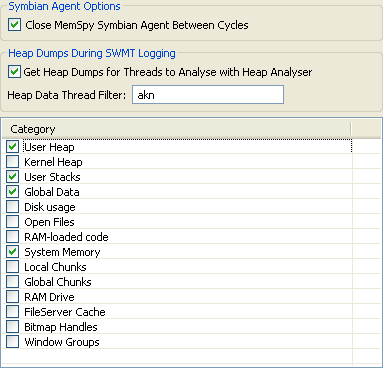 Symbian Agent Options
Close MemSpy Symbian Agent Between Cycles
Heap Dumps During SWMT Logging
Get Heap Dumps for Threads to Analyse with Heap Analyser
Heap Data Thread Filter: akn
Category
User Heap
Kernel Heap
User Stacks
Global Data
Disk usage
Open Files
RAM-loaded code
System Memory
Local Chunks
Global Chunks
RAM Drive
FileServer Cache
Bitmap Handles
Window Groups